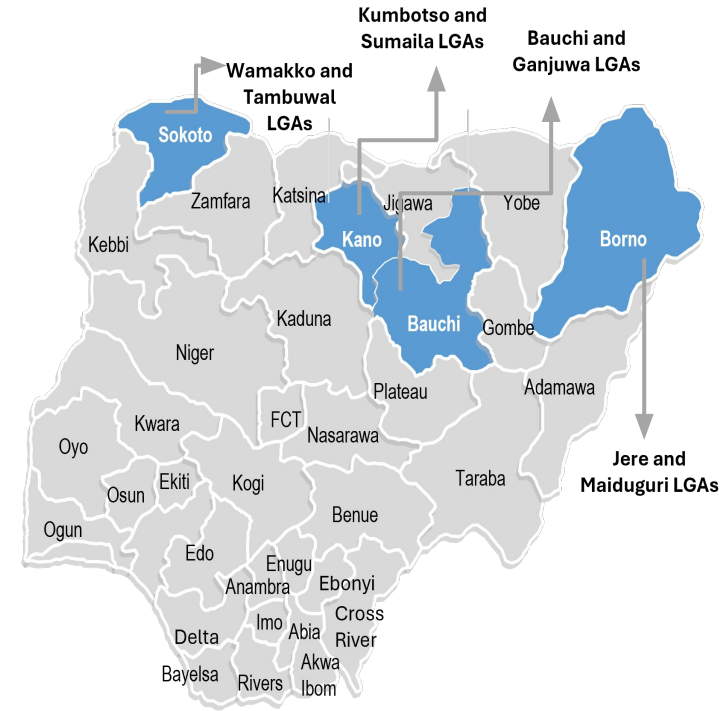 Kumbotso and
Sumaila LGAs
Bauchi and
Ganjuwa LGAs
Wamakko and
Tambuwal
LGAs
Sokoto
Zamfara
Katsina
Jigawa
Yobe
Kebbi
Kano
Borno
Kaduna
Bauchi
Gombe
Niger
Plateau
Adamawa
Kwara
FCT
Nasarawa
Oyo
Jere and
Maiduguri LGAs
Osun
Ekiti
Kogi
Taraba
Ogun
Benue
Edo
Enugu
Anambra
Ebonyi
Imo
Abia
Cross
River
Delta
Akwa
Ibom
Bayelsa
Rivers